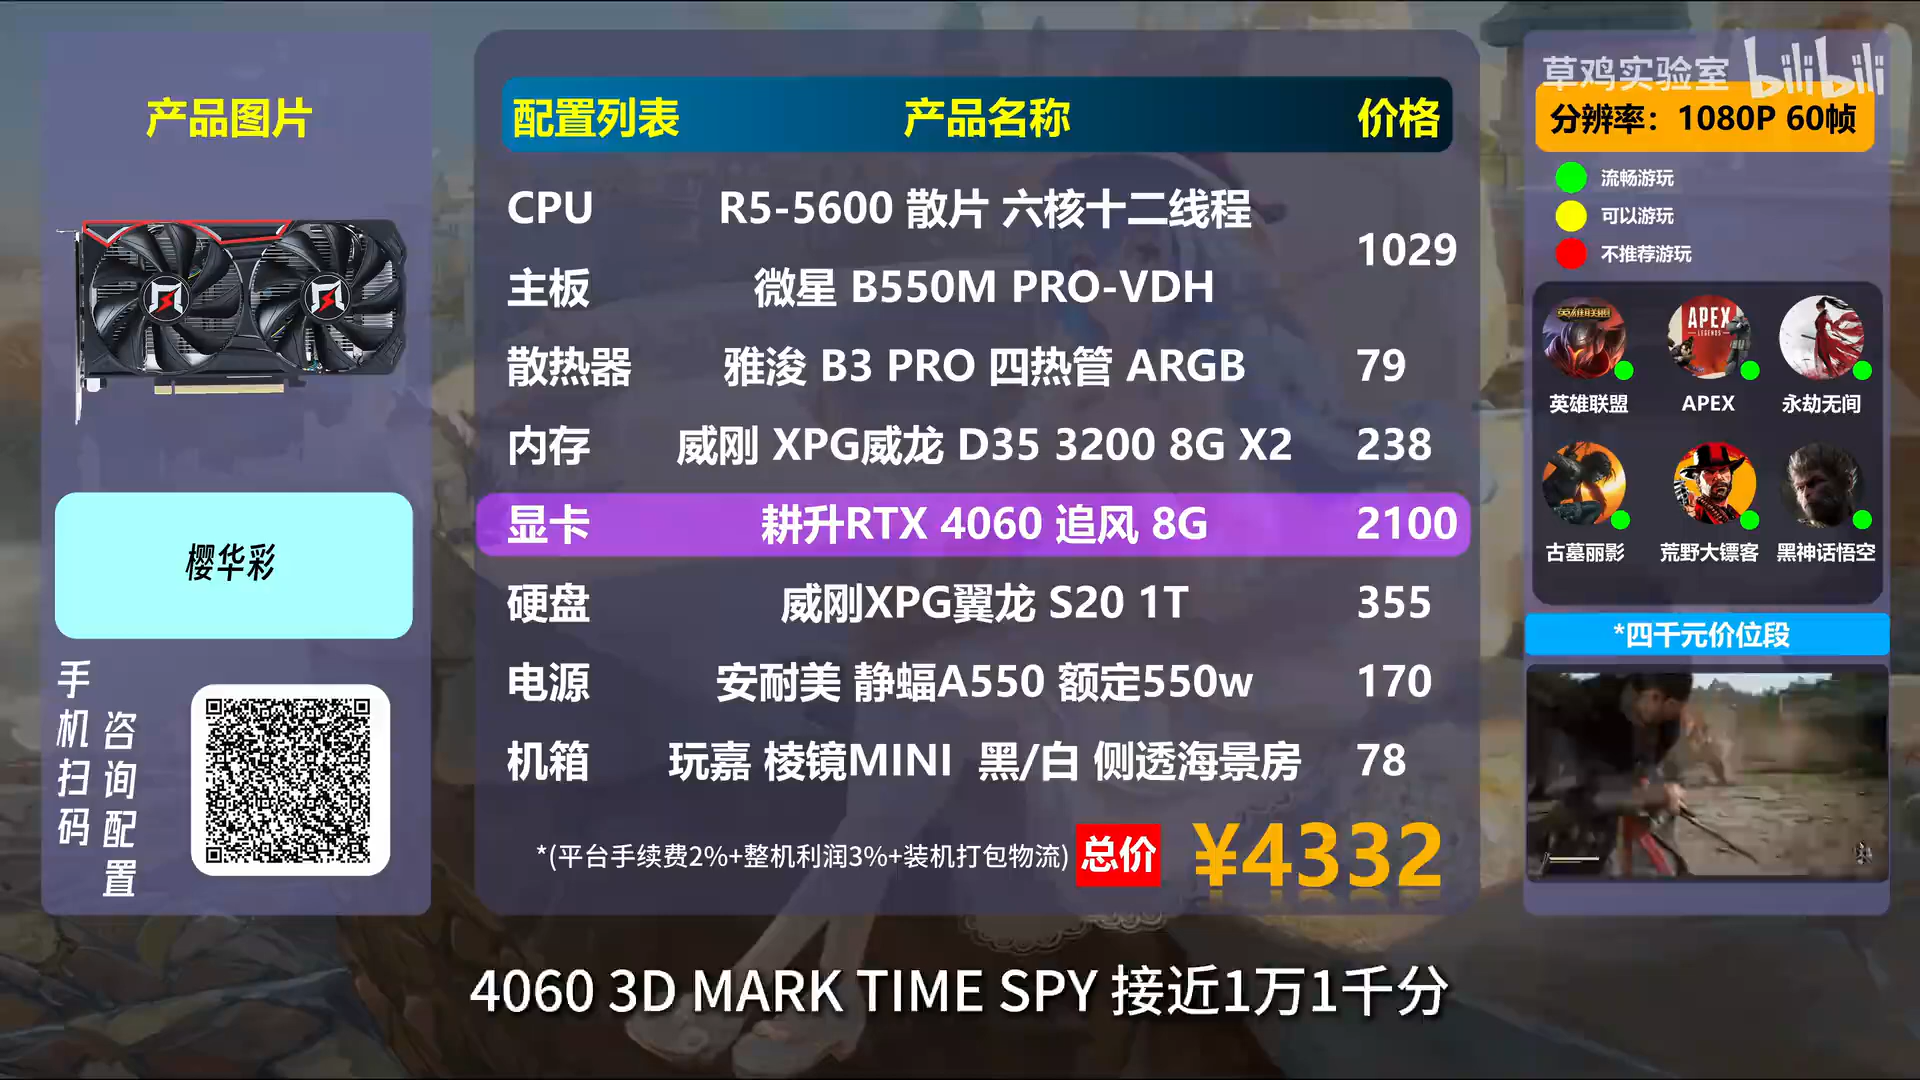 产品图片
樱华彩
手机扫码
咨询配置
配置列表 产品名称 价格
CPU R5-5600 散片 六核十二线程
1029
主板 微星 B550M PRO-VDH
散热器 雅浚 B3 PRO 四热管 ARGB 79
内存 威刚 XPG威龙 D35 3200 8G X2 238
显卡 耕升RTX 4060 追风 8G 2100
硬盘 威刚XPG翼龙 S20 1T 355
电源 安耐美 静蝠A550 额定550w 170
机箱 玩嘉 棱镜MINI 黑/白 侧透海景房 78
*(平台手续费2%+整机利润3%+装机打包物流) 总价 ¥4332
草鸡实验室 bilibili
分辨率：1080P 60帧
流畅游玩
可以游玩
不推荐游玩
英雄联盟
APEX
LEGENDS
英雄联盟 APEX 永劫无间
古墓丽影 荒野大镖客 黑神话悟空
*四千元价位段
4060 3D MARK TIME SPY 接近1万1千分